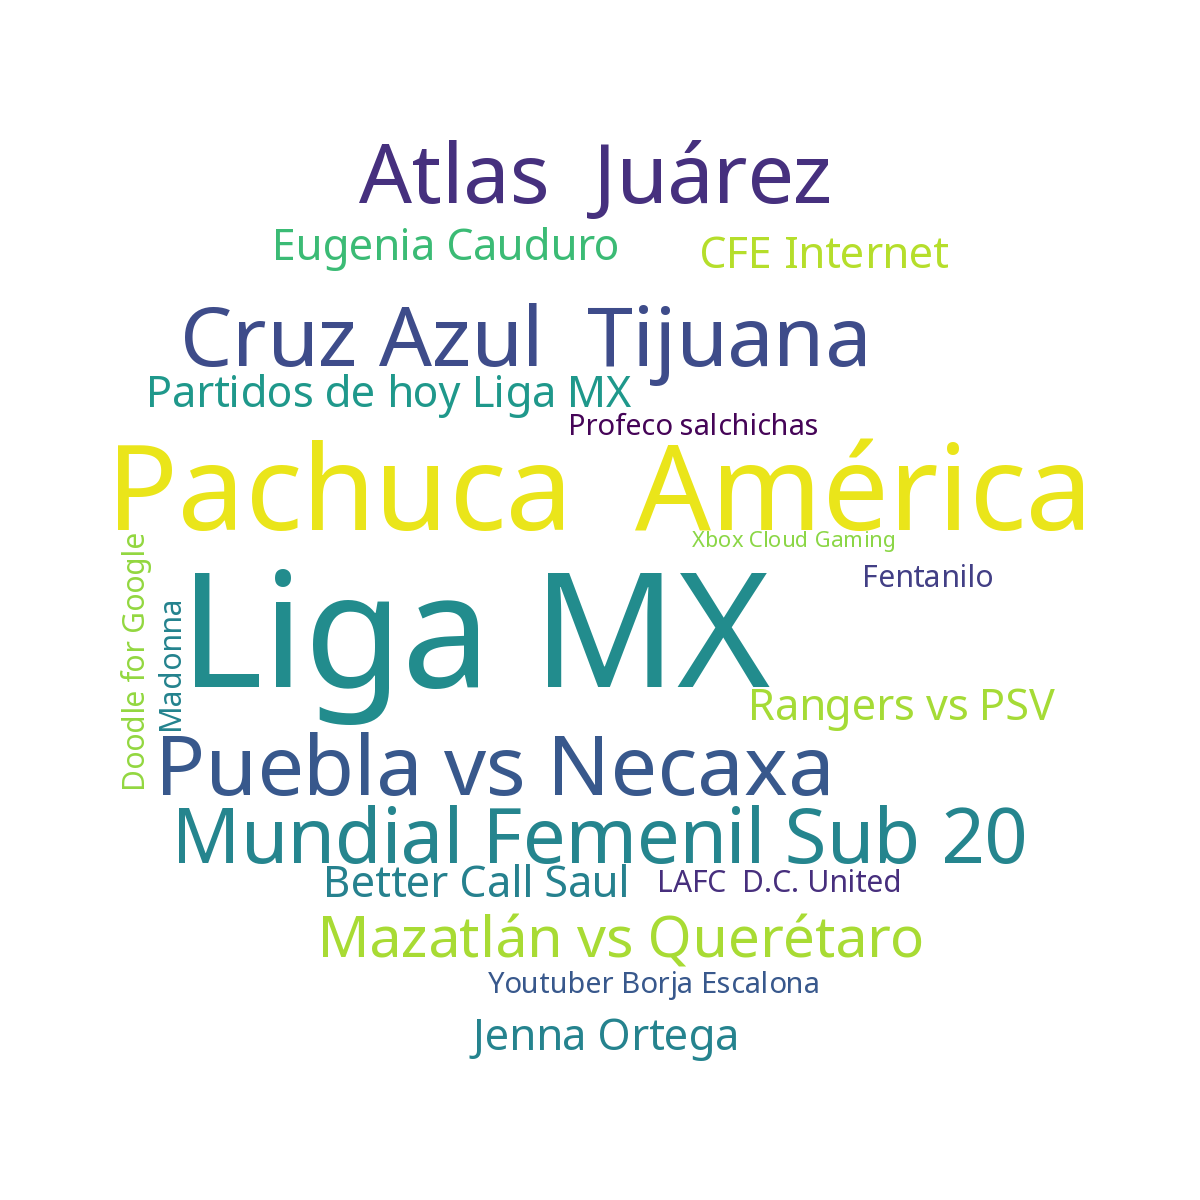 Atlas  Juárez
Eugenia Cauduro
CFE Internet
Cruz Azul  Tijuana
Partidos de hoy Liga MX
Profeco salchichas
Pachuca  América
Xbox Cloud Gaming
Fentanilo
Doodle for Google
Madonna
Liga MX
Rangers vs PSV
Puebla vs Necaxa
Mundial Femenil Sub 20
Better Call Saul
LAFC  D.C. United
Mazatlán vs Querétaro
Youtuber Borja Escalona
Jenna Ortega